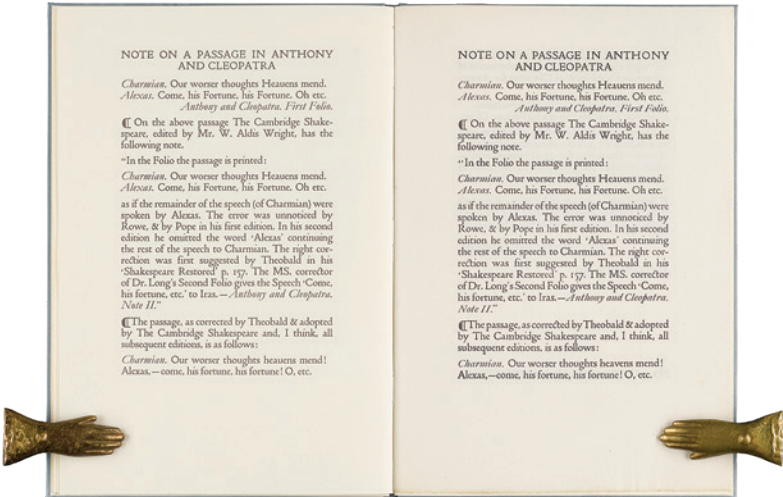 NOTE ON A PASSAGE IN ANTHONY
AND CLEOPATRA
Charmian. Our worser thoughts Heauens mend.
Alexas. Come, his Fortune, his Fortune. Oh etc.
Anthony and Cleopatra. First Folio.
⁋ On the above passage The Cambridge Shake-
speare, edited by Mr. W. Aldis Wright, has the
following note.
“In the Folio the passage is printed:
Charmian. Our worser thoughts Heauens mend.
Alexas. Come, his Fortune, his Fortune. Oh etc.
as if the remainder of the speech (of Charmian) were
spoken by Alexas. The error was unnoticed by
Rowe, & by Pope in his first edition. In his second
edition he omitted the word ‘Alexas’ continuing
the rest of the speech to Charmian. The right cor-
rection was first suggested by Theobald in his
‘Shakespeare Restored’ p. 157. The MS. corrector
of Dr. Long's Second Folio gives the Speech ‘Come,
his fortune, etc.’ to Iras.—Anthony and Cleopatra.
Note II.”
⁋The passage, as corrected by Theobald & adopted
by The Cambridge Shakespeare and, I think, all
subsequent editions, is as follows:
Charmian. Our worser thoughts heavens mend!
Alexas,—come, his fortune, his fortune! O, etc.
NOTE ON A PASSAGE IN ANTHONY
AND CLEOPATRA
Charmian. Our worser thoughts Heauens mend.
Alexas. Come, his Fortune, his Fortune. Oh etc.
Anthony and Cleopatra. First Folio.
⁋ On the above passage The Cambridge Shake-
speare, edited by Mr. W. Aldis Wright, has the
following note.
“In the Folio the passage is printed:
Charmian. Our worser thoughts Heauens mend.
Alexas. Come, his Fortune, his Fortune. Oh etc.
as if the remainder of the speech (of Charmian) were
spoken by Alexas. The error was unnoticed by
Rowe, & by Pope in his first edition. In his second
edition he omitted the word ‘Alexas’ continuing
the rest of the speech to Charmian. The right cor-
rection was first suggested by Theobald in his
‘Shakespeare Restored’ p. 157. The MS. corrector
of Dr. Long's Second Folio gives the Speech ‘Come,
his fortune, etc.’ to Iras.—Anthony and Cleopatra.
Note II.”
⁋The passage, as corrected by Theobald & adopted
by The Cambridge Shakespeare and, I think, all
subsequent editions, is as follows:
Charmian. Our worser thoughts heavens mend!
Alexas,—come, his fortune, his fortune! O, etc.